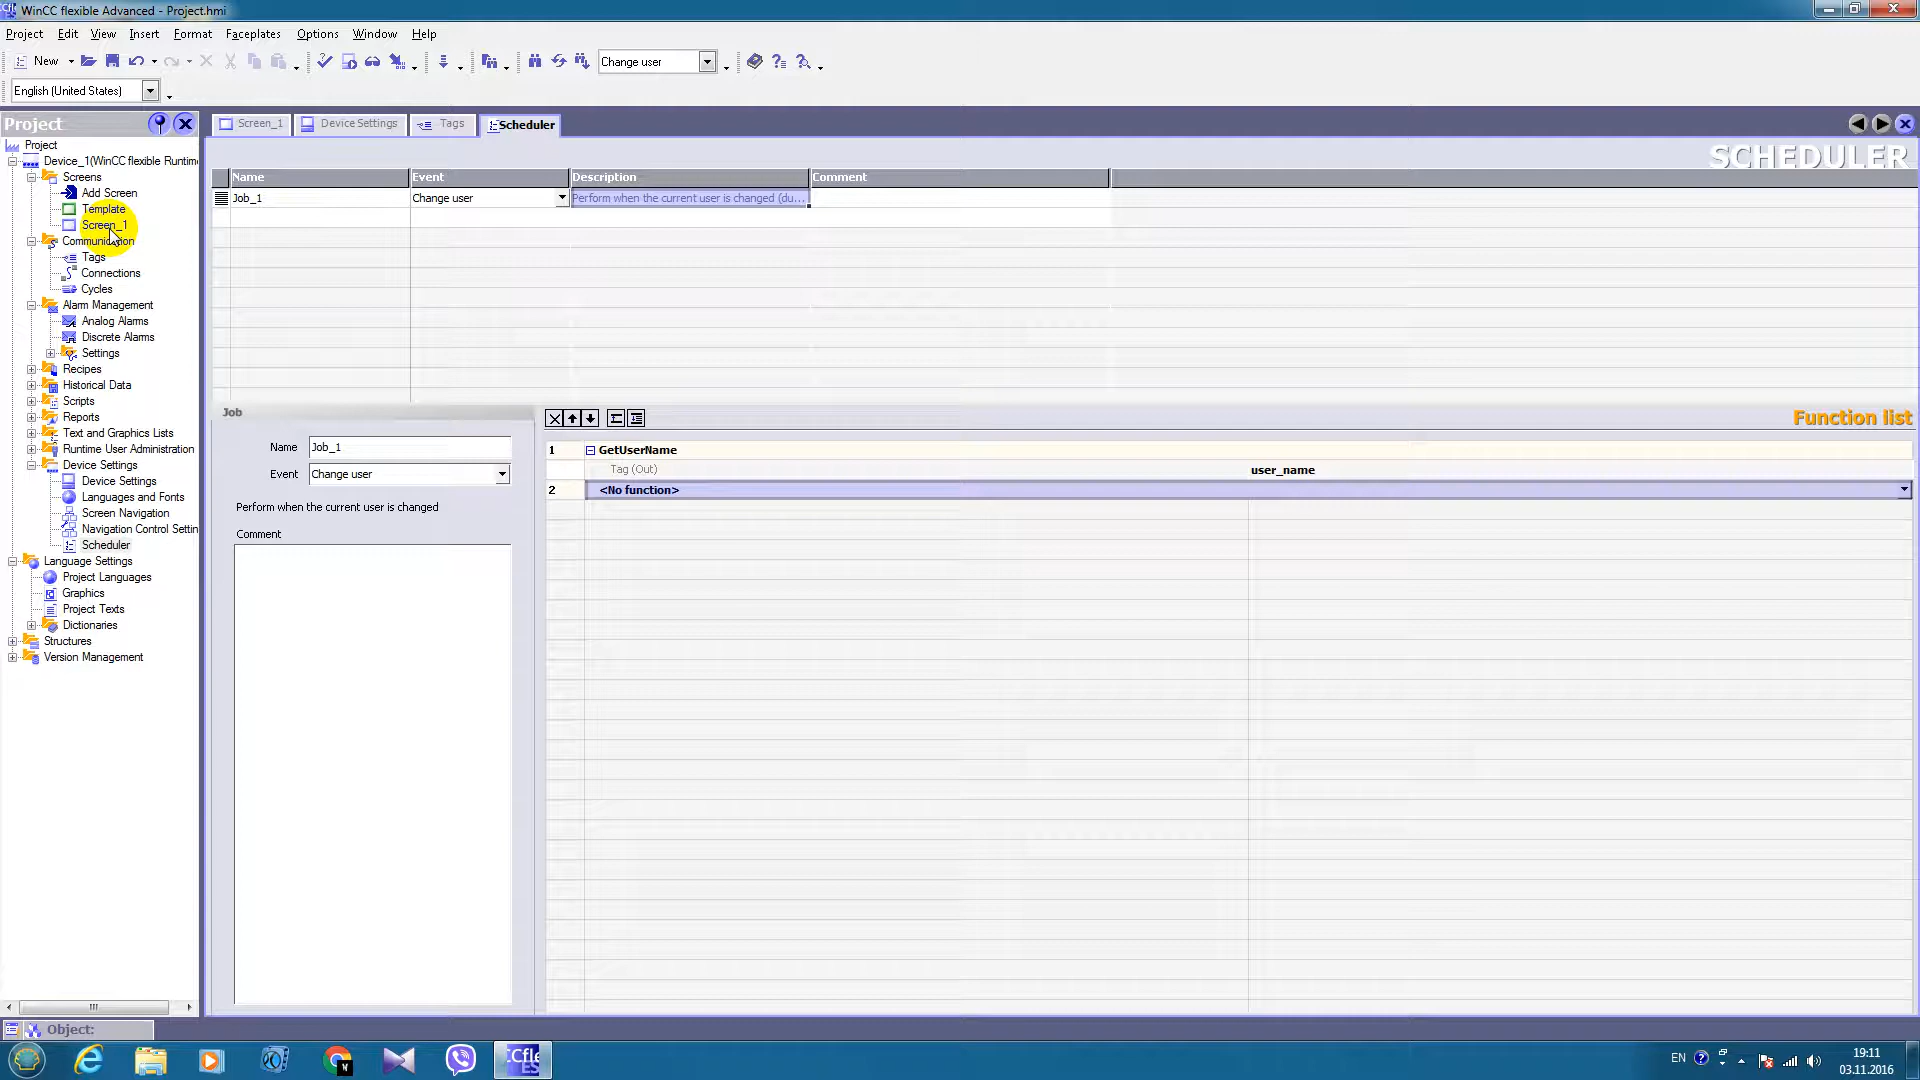 WinCC flexible Advanced - Project.hmi
Project Edit View Insert Format Faceplates Options Window Help
New Change user
English (United States)
Project
Screen_1 Device Settings Tags Scheduler
SCHEDULER
Project
Device_1(WinCC flexible Runtime
Screens
Add Screen
Template
Screen_1
Communication
Tags
Connections
Cycles
Alarm Management
Analog Alarms
Discrete Alarms
Settings
Recipes
Historical Data
Scripts
Reports
Text and Graphics Lists
Runtime User Administration
Device Settings
Device Settings
Languages and Fonts
Screen Navigation
Navigation Control Settin
Scheduler
Language Settings
Project Languages
Graphics
Project Texts
Dictionaries
Structures
Version Management
Name Event Description Comment
Job_1 Change user Perform when the current user is changed (du...
Job
Name Job_1
Event Change user
Perform when the current user is changed
Comment
Function list
1 GetUserName
Tag (Out) user_name
2 <No function>
Object:
EN 19:11
03.11.2016